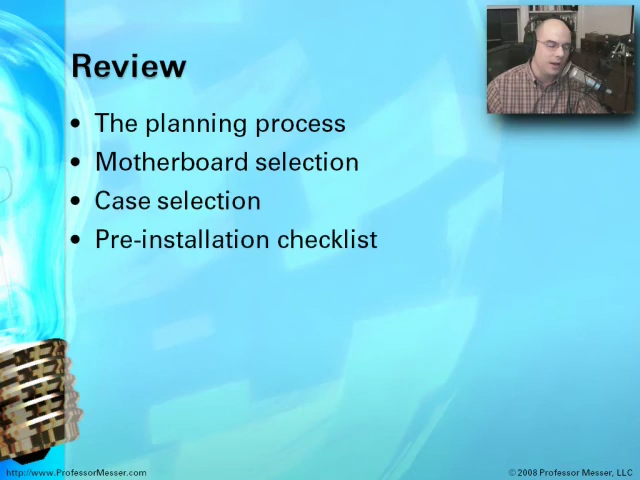 Review
• The planning process
• Motherboard selection
• Case selection
• Pre-installation checklist
http://www.ProfessorMesser.com
© 2008 Professor Messer, LLC